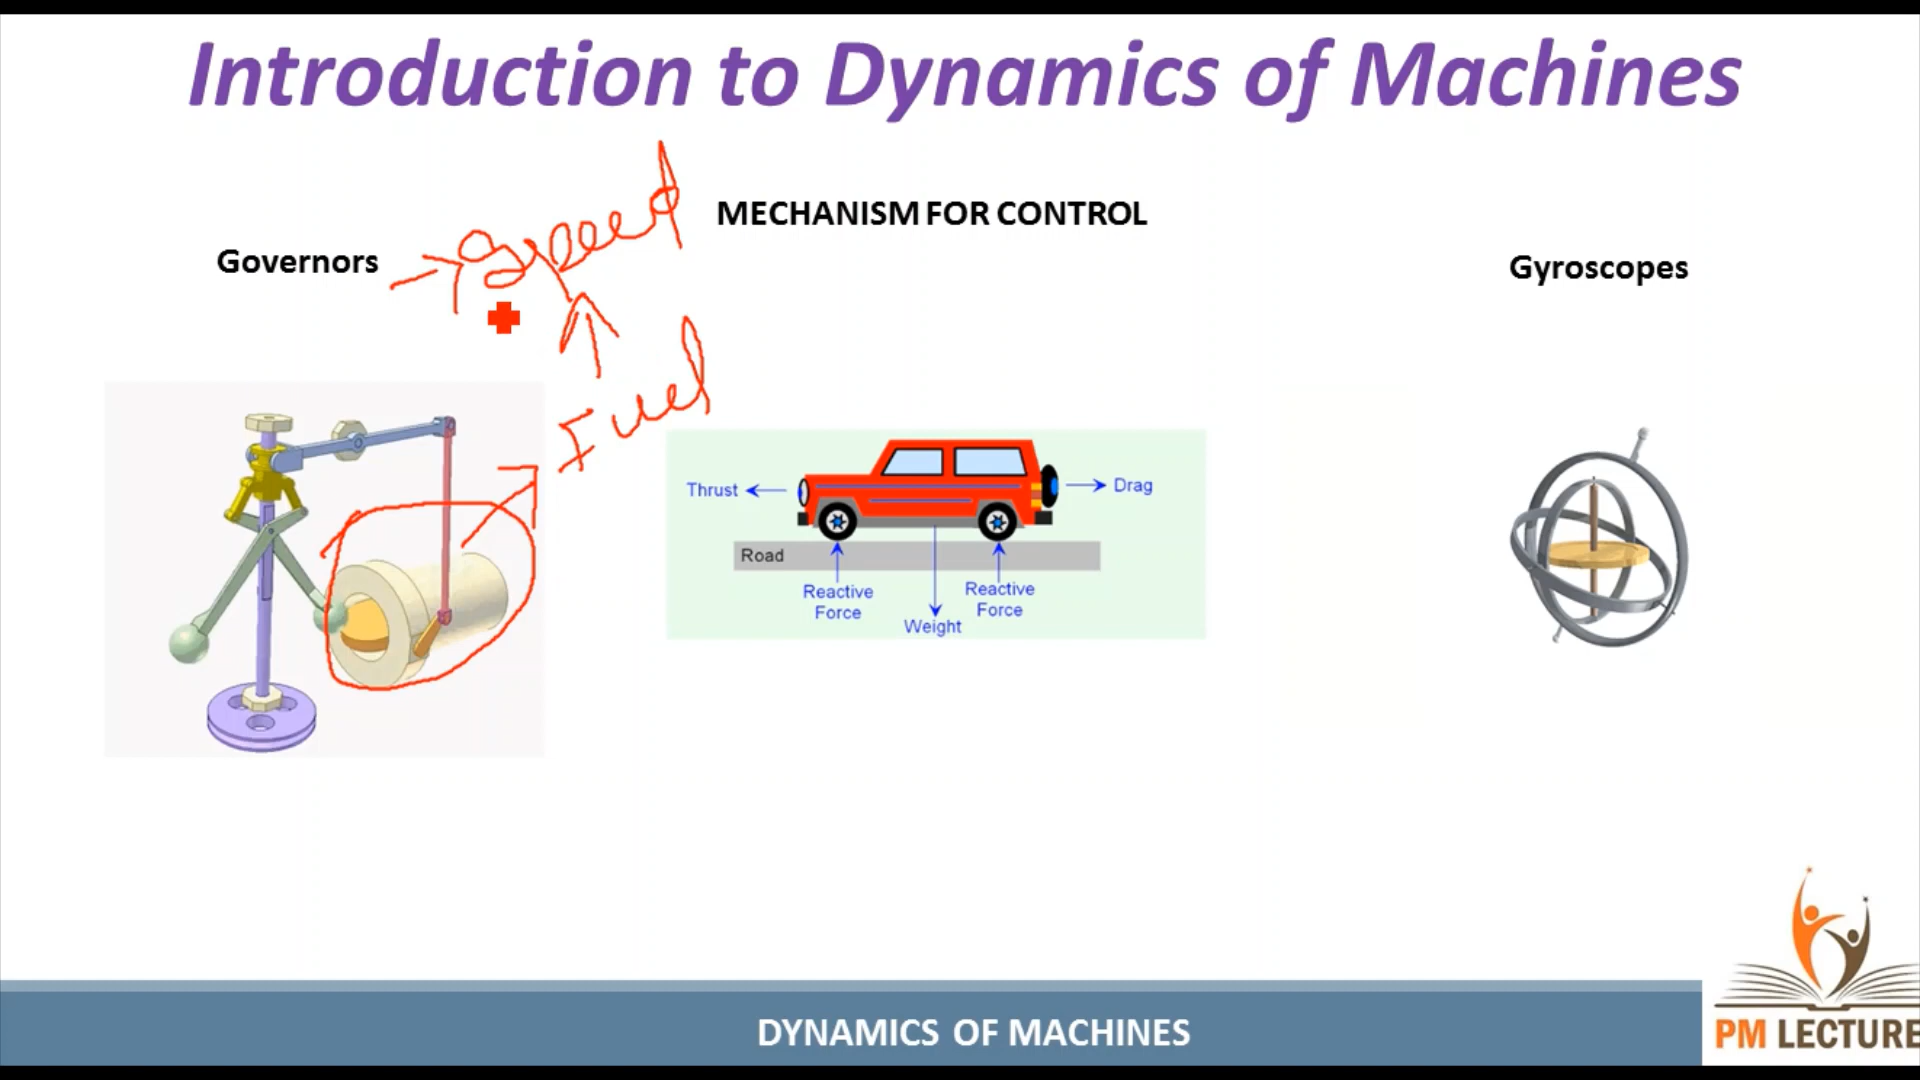 Introduction to Dynamics of Machines
MECHANISM FOR CONTROL
Governors
Speed
Gyroscopes
Fuel
Thrust
Drag
Road
Reactive
Force
Weight
Reactive
Force
DYNAMICS OF MACHINES
PM LECTURE